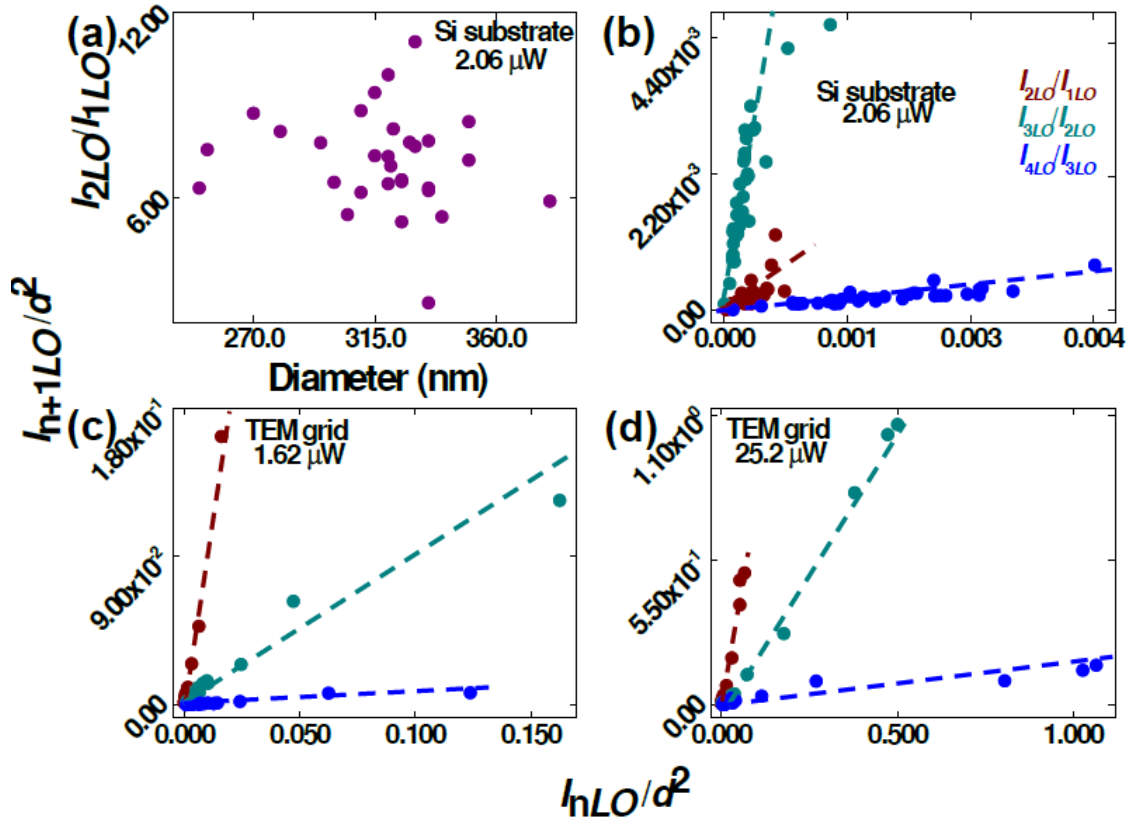 (a)
Si substrate
2.06 μW
12.00
6.00
I2LO/I1LO
270.0 315.0 360.0
Diameter (nm)
(b)
Si substrate
2.06 μW
I2LO/I1LO
I3LO/I2LO
I4LO/I3LO
4.40x10⁻³
2.20x10⁻³
0.00
0.000 0.001 0.003 0.004
In+1LO/d²
(c)
TEM grid
1.62 μW
1.80x10⁻¹
9.00x10⁻²
0.00
0.000 0.050 0.100 0.150
(d)
TEM grid
25.2 μW
1.10x10⁰
5.50x10⁻¹
0.00
0.000 0.500 1.000
InLO/d²